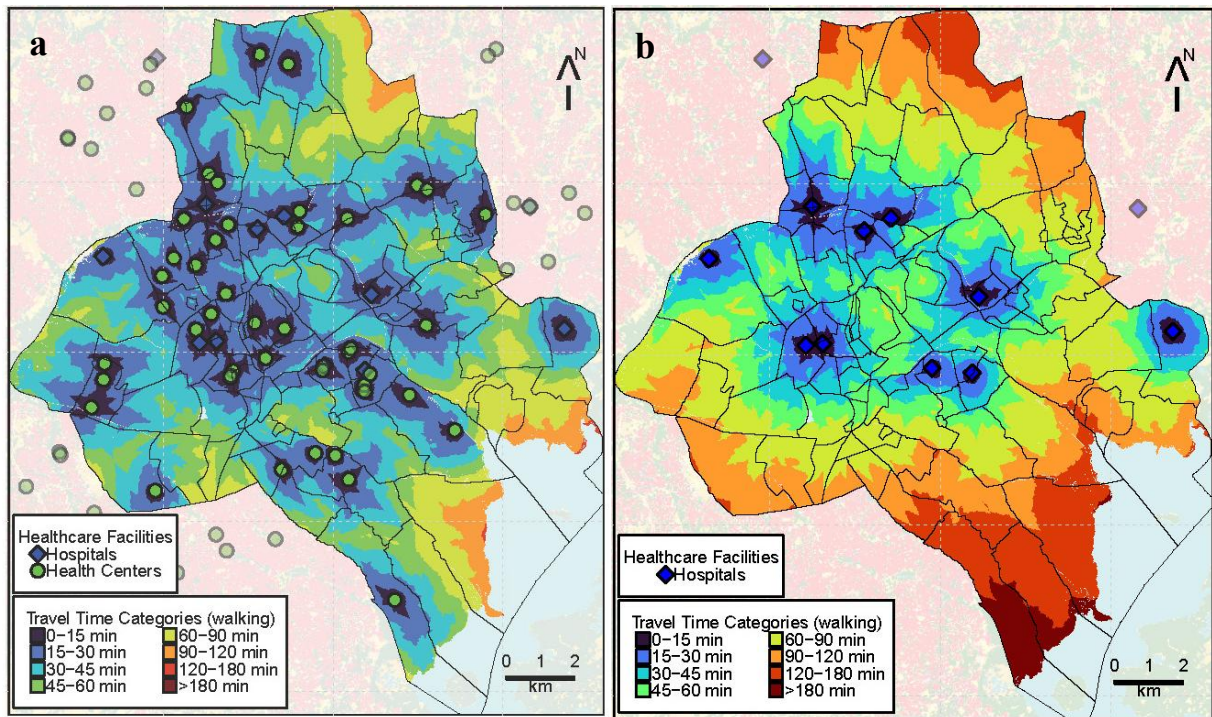 a
N
Healthcare Facilities
Hospitals
Health Centers
Travel Time Categories (walking)
0–15 min 60–90 min
15–30 min 90–120 min
30–45 min 120–180 min
45–60 min >180 min
0 1 2
km
b
N
Healthcare Facilities
Hospitals
Travel Time Categories (walking)
0–15 min 60–90 min
15–30 min 90–120 min
30–45 min 120–180 min
45–60 min >180 min
0 1 2
km